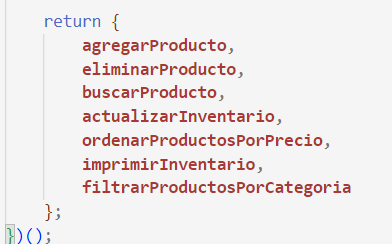 return {
agregarProducto,
eliminarProducto,
buscarProducto,
actualizarInventario,
ordenarProductosPorPrecio,
imprimirInventario,
filtrarProductosPorCategoria
};
})();